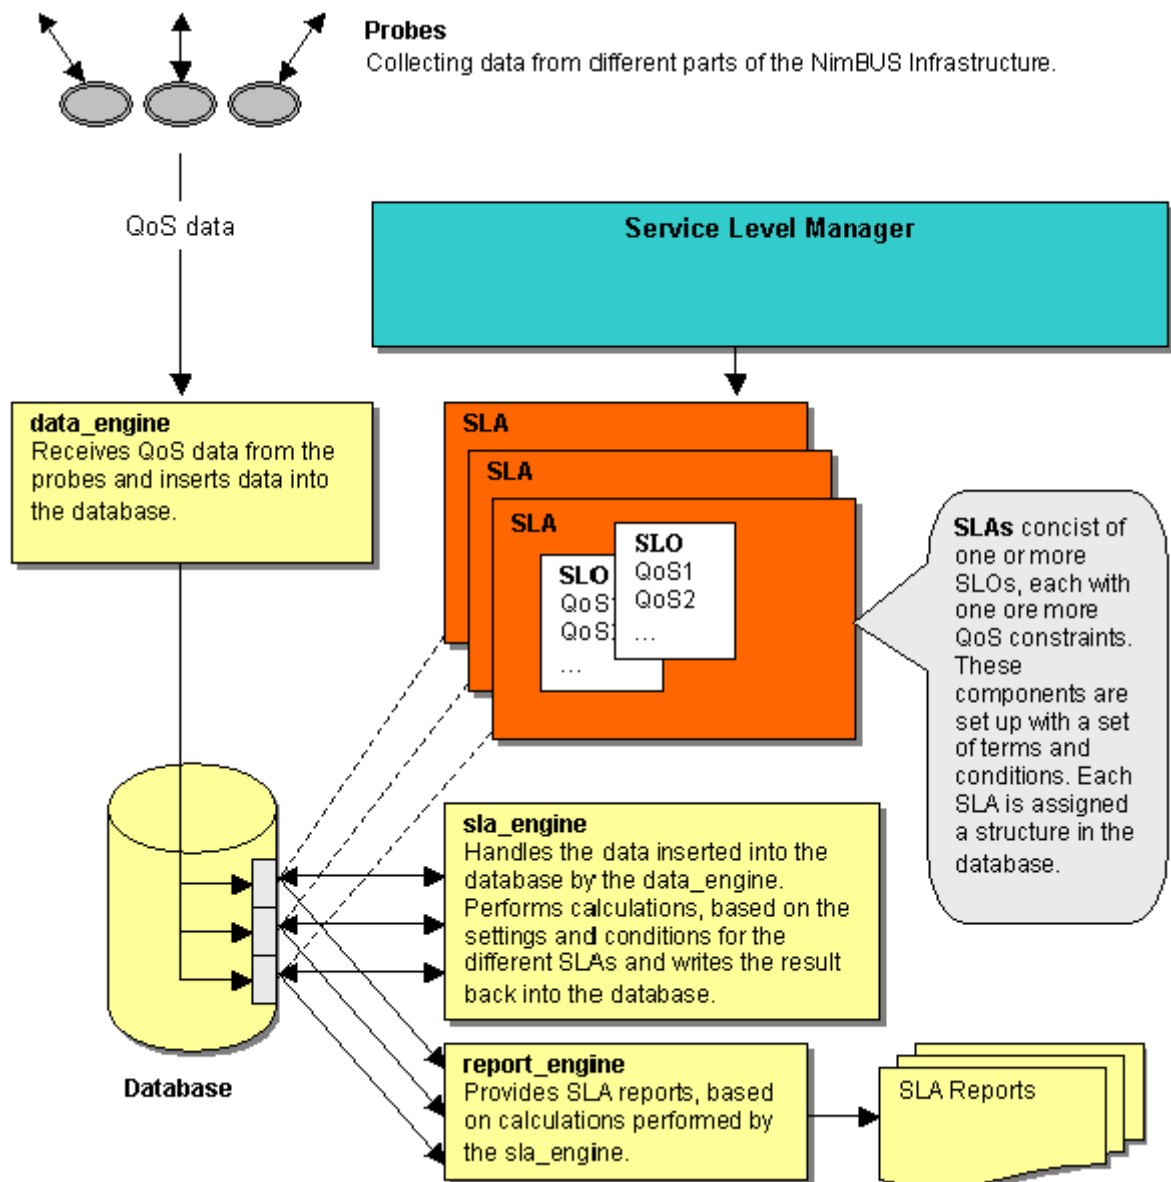 Probes
Collecting data from different parts of the NimBUS Infrastructure.
QoS data
Service Level Manager
data_engine
Receives QoS data from the
probes and inserts data into
the database.
SLA
SLA
SLA
SLO
QoS1
QoS2
...
SLO
QoS1
QoS
...
SLAs concist of
one or more
SLOs, each with
one ore more
QoS constraints.
These
components are
set up with a set
of terms and
conditions. Each
SLA is assigned
a structure in the
database.
sla_engine
Handles the data inserted into the
database by the data_engine.
Performs calculations, based on the
settings and conditions for the
different SLAs and writes the result
back into the database.
Database
report_engine
Provides SLA reports, based
on calculations performed by
the sla_engine.
SLA Reports